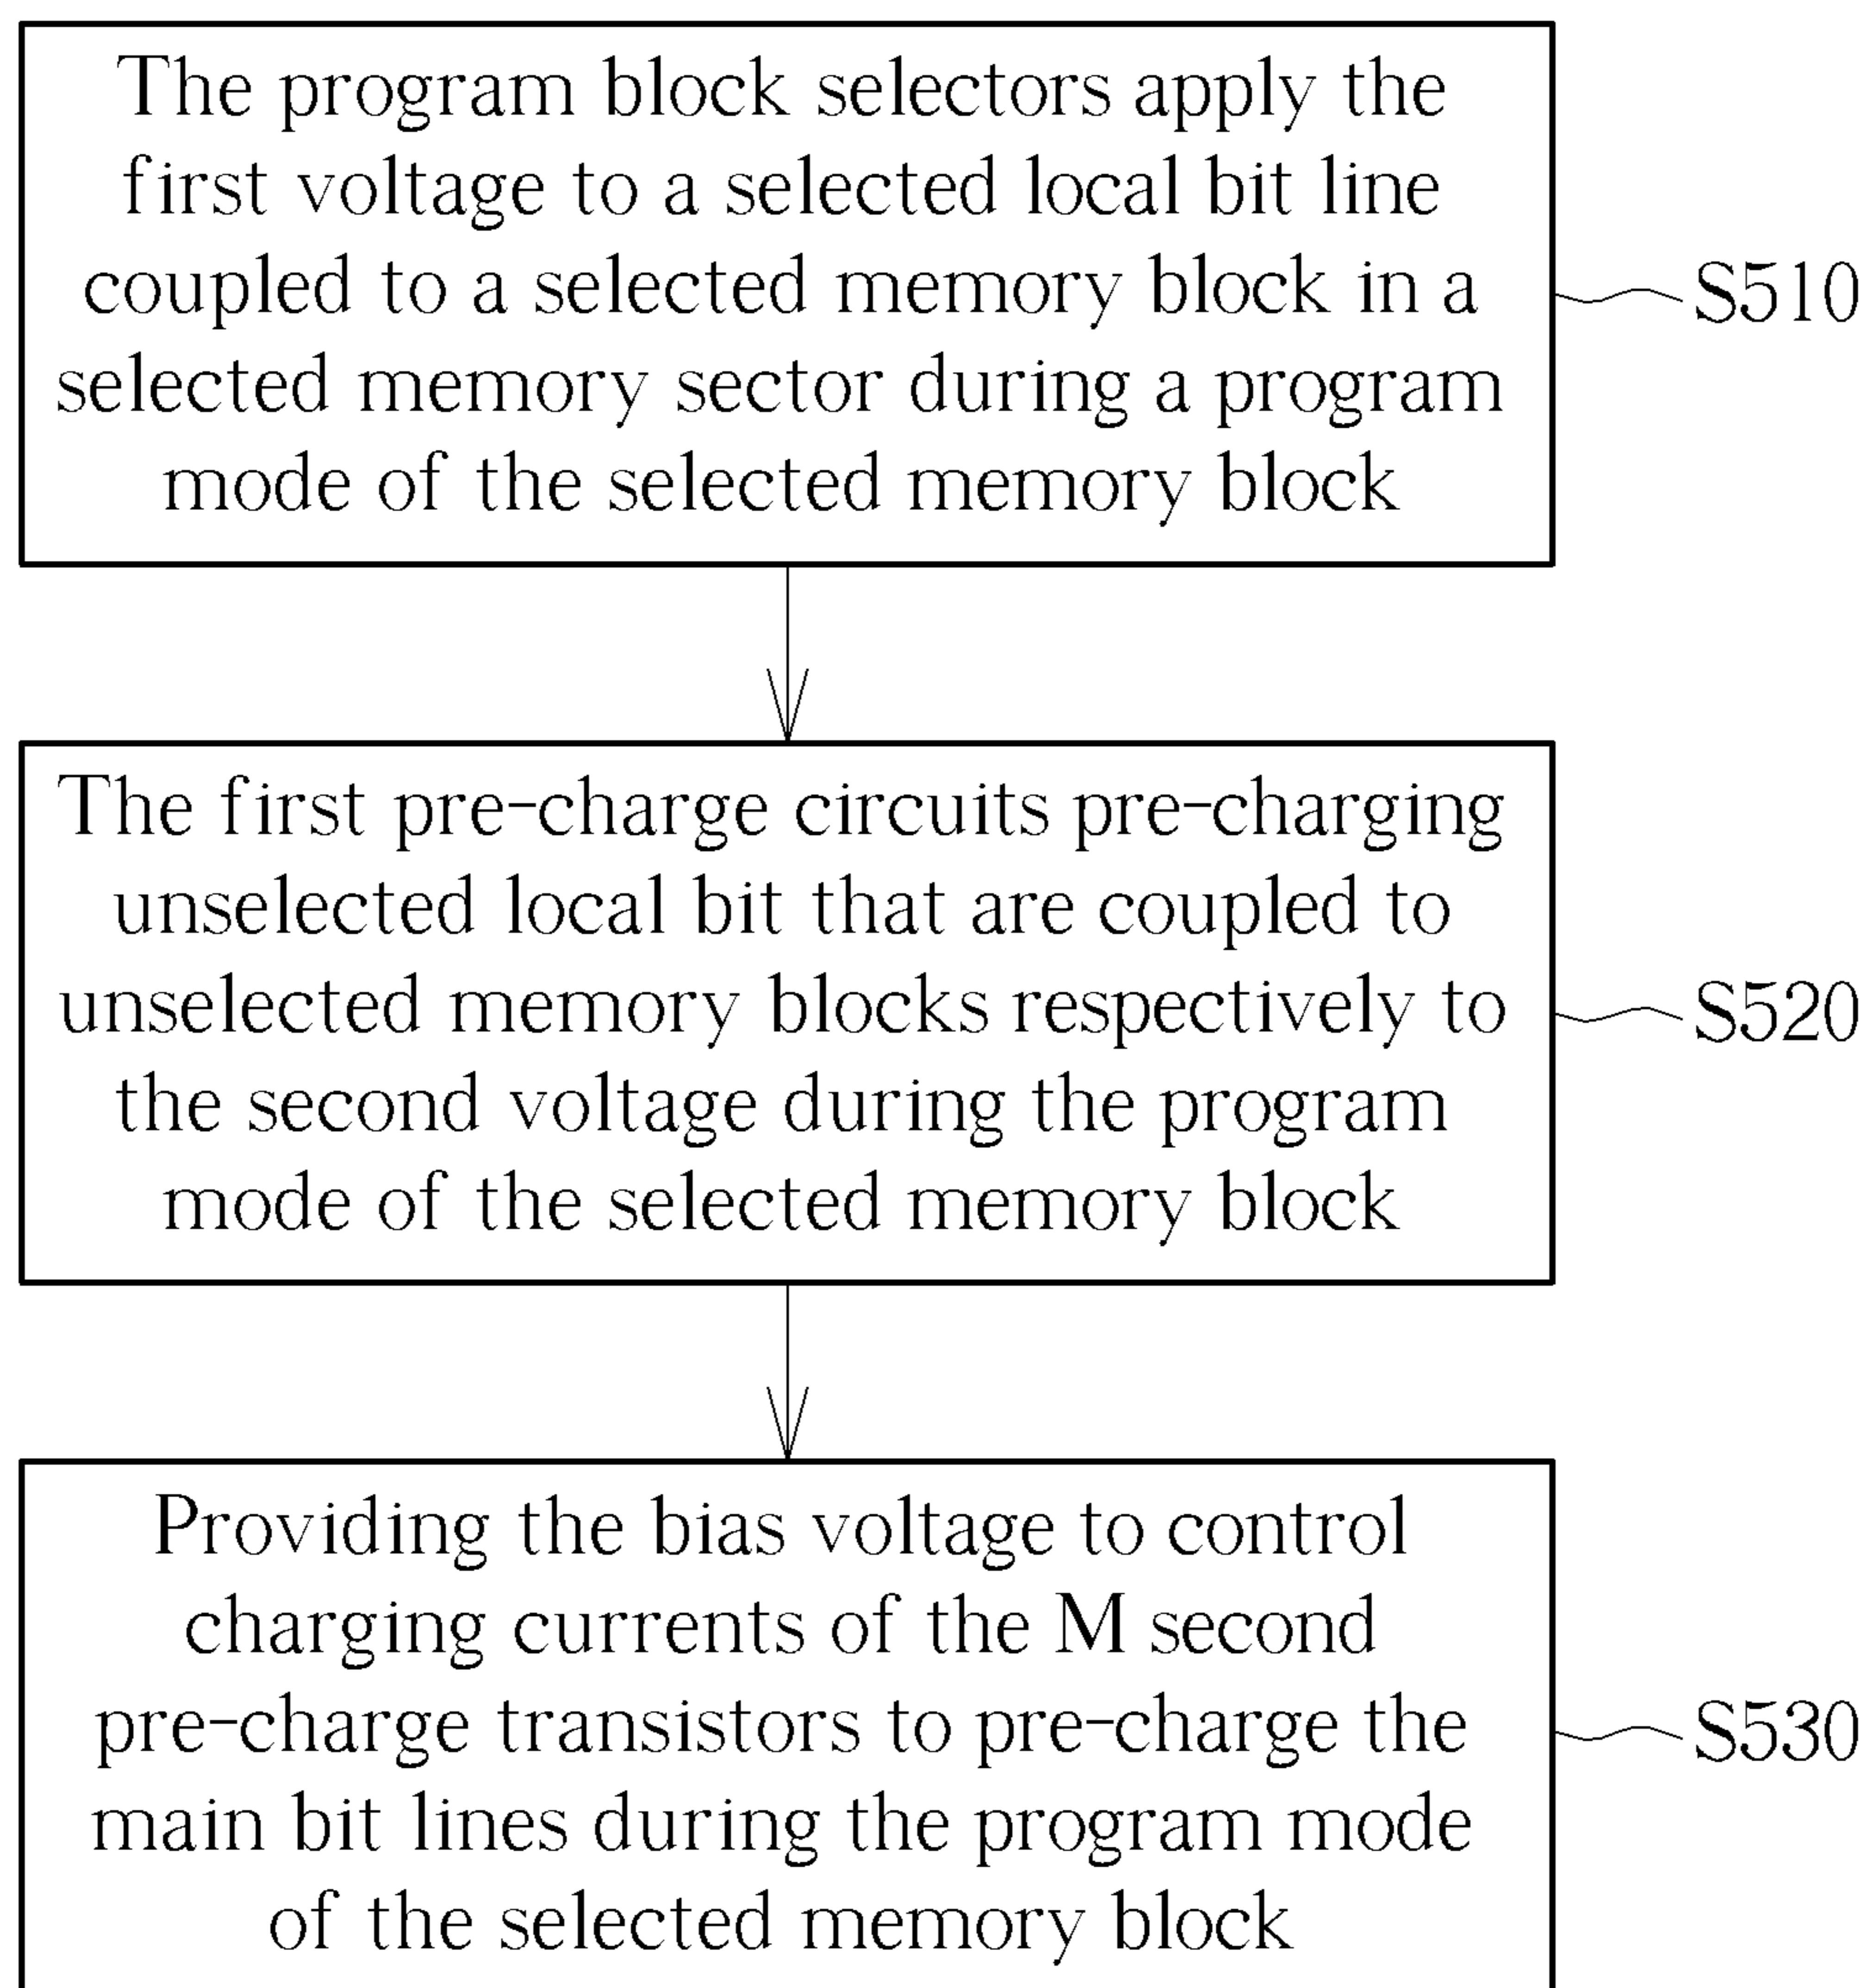 The program block selectors apply the
first voltage to a selected local bit line
coupled to a selected memory block in a
selected memory sector during a program
mode of the selected memory block
S510
The first pre-charge circuits pre-charging
unselected local bit that are coupled to
unselected memory blocks respectively to
the second voltage during the program
mode of the selected memory block
S520
Providing the bias voltage to control
charging currents of the M second
pre-charge transistors to pre-charge the
main bit lines during the program mode
of the selected memory block
S530